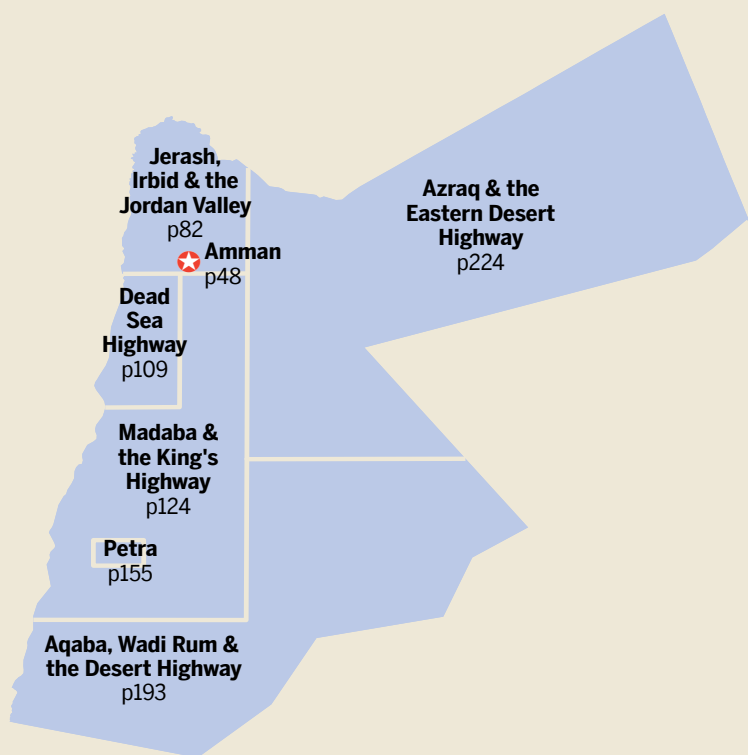 Jerash,
Irbid & the
Jordan Valley
p82
Amman
p48
Azraq & the
Eastern Desert
Highway
p224
Dead
Sea
Highway
p109
Madaba &
the King's
Highway
p124
Petra
p155
Aqaba, Wadi Rum &
the Desert Highway
p193